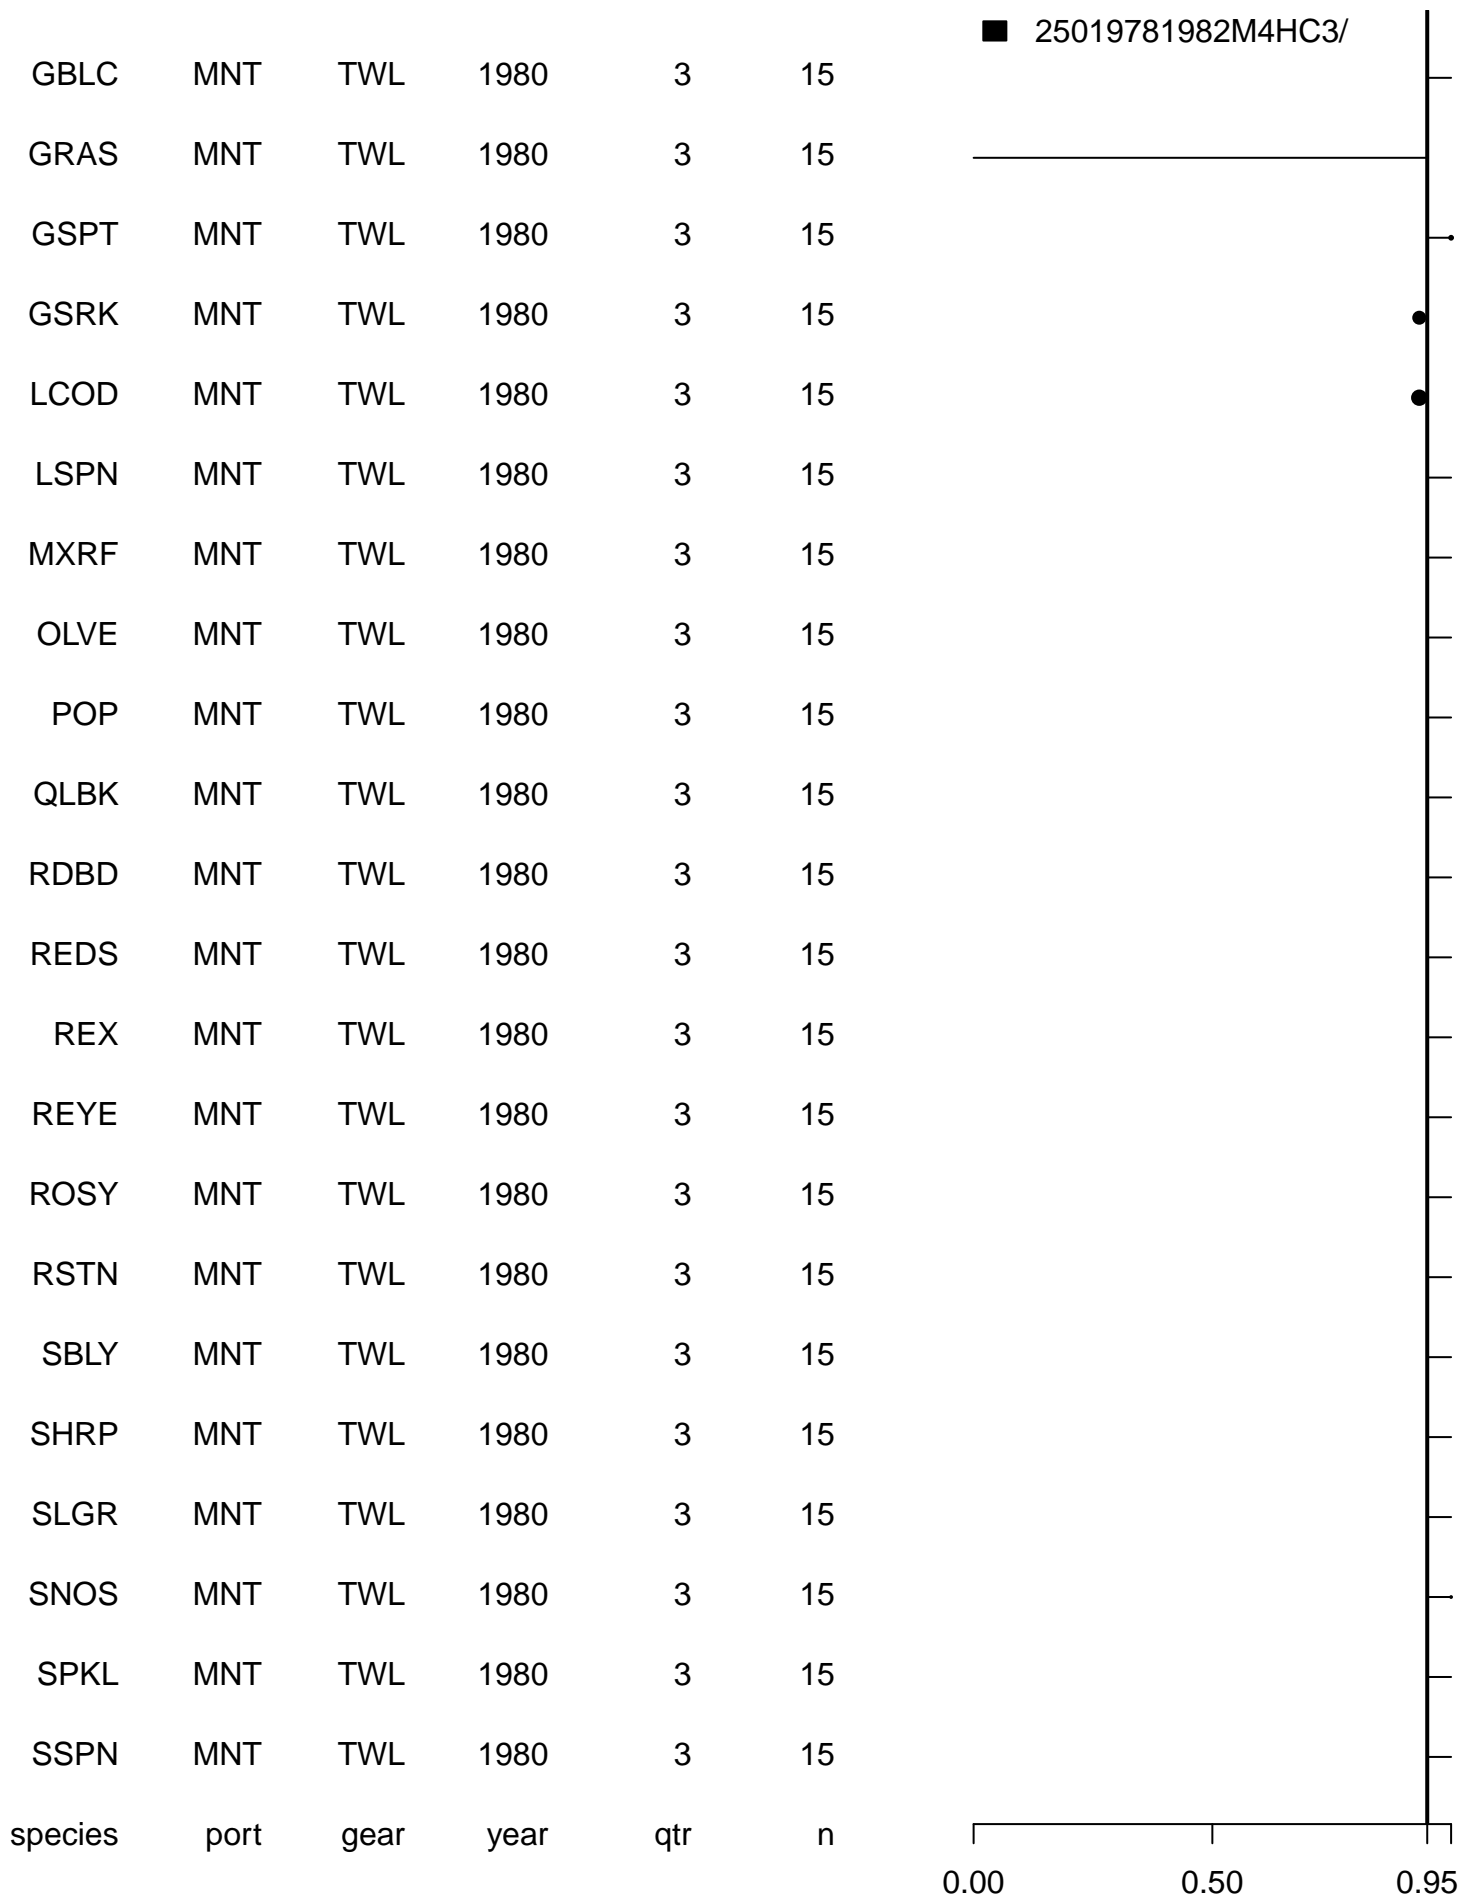 25019781982M4HC3/
GBLC MNT TWL 1980 3 15
GRAS MNT TWL 1980 3 15
GSPT MNT TWL 1980 3 15
GSRK MNT TWL 1980 3 15
LCOD MNT TWL 1980 3 15
LSPN MNT TWL 1980 3 15
MXRF MNT TWL 1980 3 15
OLVE MNT TWL 1980 3 15
POP MNT TWL 1980 3 15
QLBK MNT TWL 1980 3 15
RDBD MNT TWL 1980 3 15
REDS MNT TWL 1980 3 15
REX MNT TWL 1980 3 15
REYE MNT TWL 1980 3 15
ROSY MNT TWL 1980 3 15
RSTN MNT TWL 1980 3 15
SBLY MNT TWL 1980 3 15
SHRP MNT TWL 1980 3 15
SLGR MNT TWL 1980 3 15
SNOS MNT TWL 1980 3 15
SPKL MNT TWL 1980 3 15
SSPN MNT TWL 1980 3 15
species port gear year qtr n
0.00 0.50 0.95